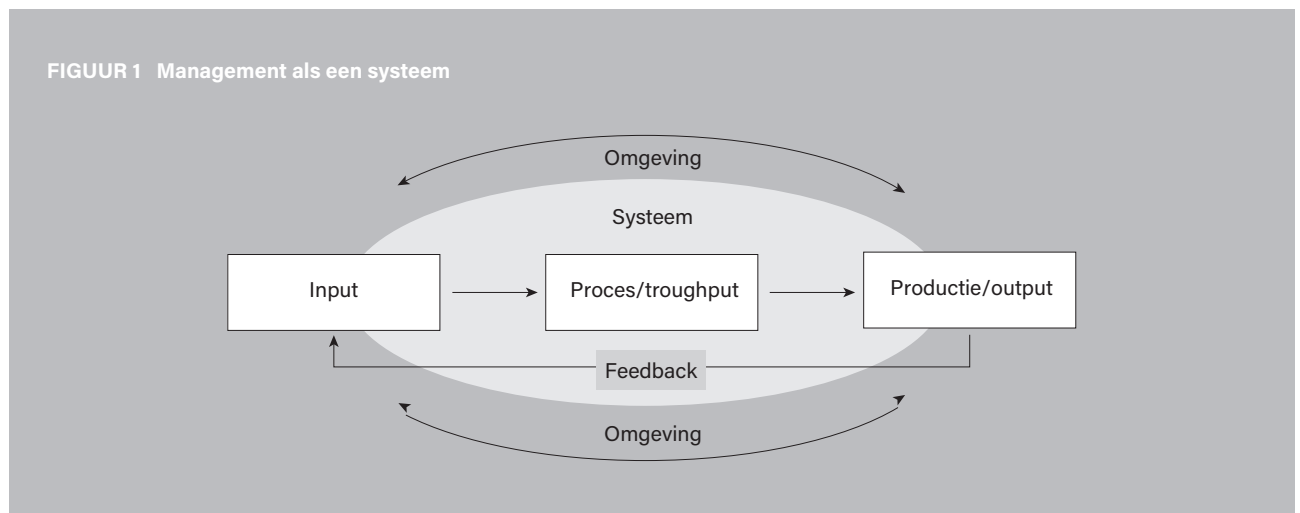 FIGUUR 1 Management als een systeem
Omgeving
Systeem
Input
Proces/troughput
Productie/output
Feedback
Omgeving